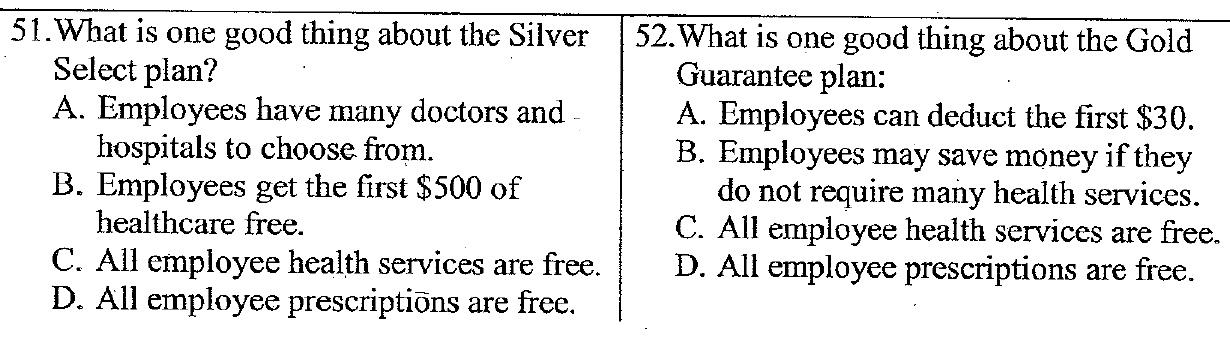 51. What is one good thing about the Silver
Select plan?
A. Employees have many doctors and
hospitals to choose from.
B. Employees get the first $500 of
healthcare free.
C. All employee health services are free.
D. All employee prescriptions are free.
52. What is one good thing about the Gold
Guarantee plan:
A. Employees can deduct the first $30.
B. Employees may save money if they
do not require many health services.
C. All employee health services are free.
D. All employee prescriptions are free.